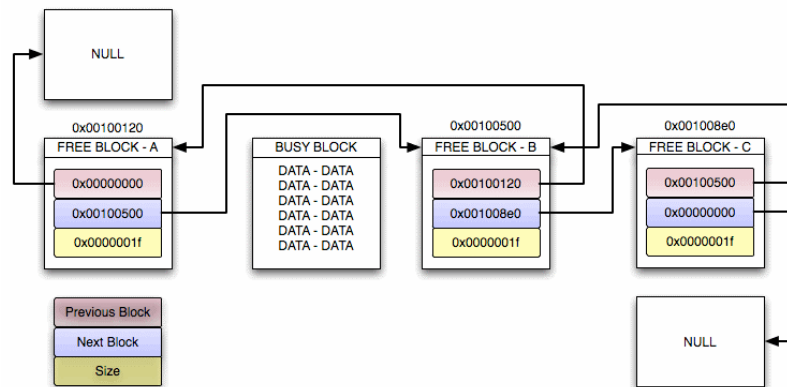 NULL
0x00100120
FREE BLOCK - A
0x00000000
0x00100500
0x0000001f
BUSY BLOCK
DATA - DATA
DATA - DATA
DATA - DATA
DATA - DATA
DATA - DATA
DATA - DATA
0x00100500
FREE BLOCK - B
0x00100120
0x001008e0
0x0000001f
0x001008e0
FREE BLOCK - C
0x00100500
0x00000000
0x0000001f
Previous Block
Next Block
Size
NULL